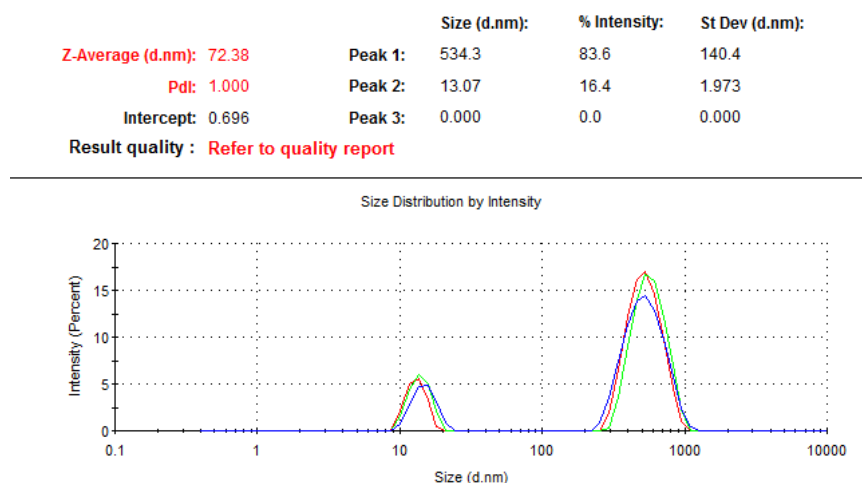 Size (d.nm): % Intensity: St Dev (d.nm):
Z-Average (d.nm): 72.38 Peak 1: 534.3 83.6 140.4
PdI: 1.000 Peak 2: 13.07 16.4 1.973
Intercept: 0.696 Peak 3: 0.000 0.0 0.000
Result quality : Refer to quality report
Size Distribution by Intensity
Intensity (Percent)
20
15
10
5
0
0.1 1 10 100 1000 10000
Size (d.nm)